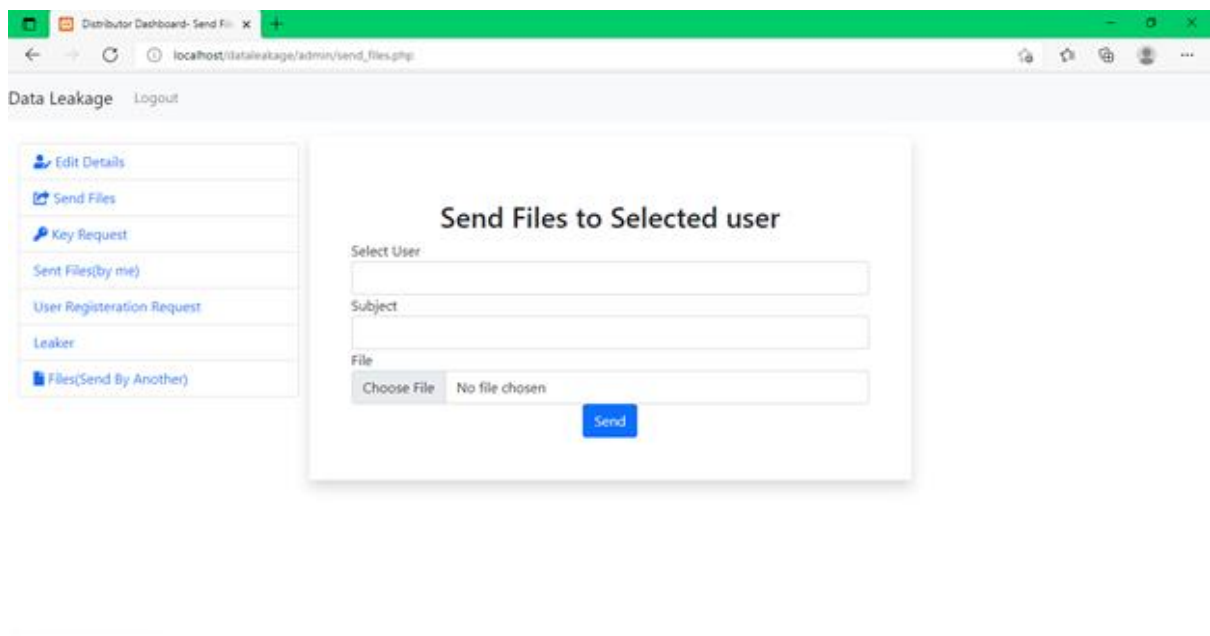 Distributor Dashboard- Send Fi
localhost/dataleakage/admin/send_files.php
Data Leakage Logout
Edit Details
Send Files
Key Request
Sent Files(by me)
User Registeration Request
Leaker
Files(Send By Another)
Send Files to Selected user
Select User
Subject
File
Choose File No file chosen
Send